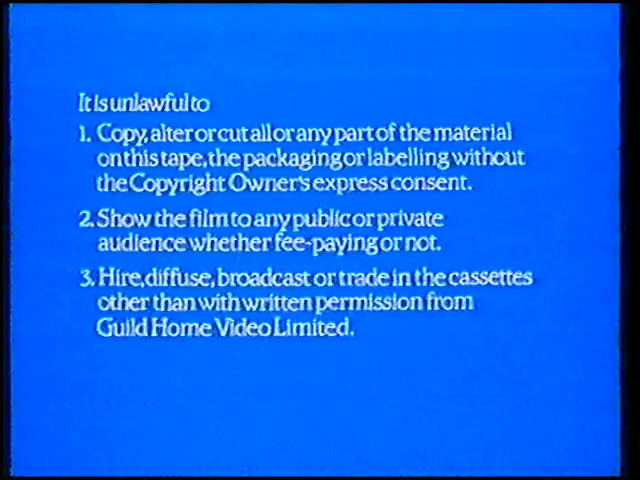 It is unlawful to
1. Copy, alter or cut all or any part of the material
on this tape, the packaging or labelling without
the Copyright Owner's express consent.
2. Show the film to any public or private
audience whether fee-paying or not.
3. Hire, diffuse, broadcast or trade in the cassettes
other than with written permission from
Guild Home Video Limited.